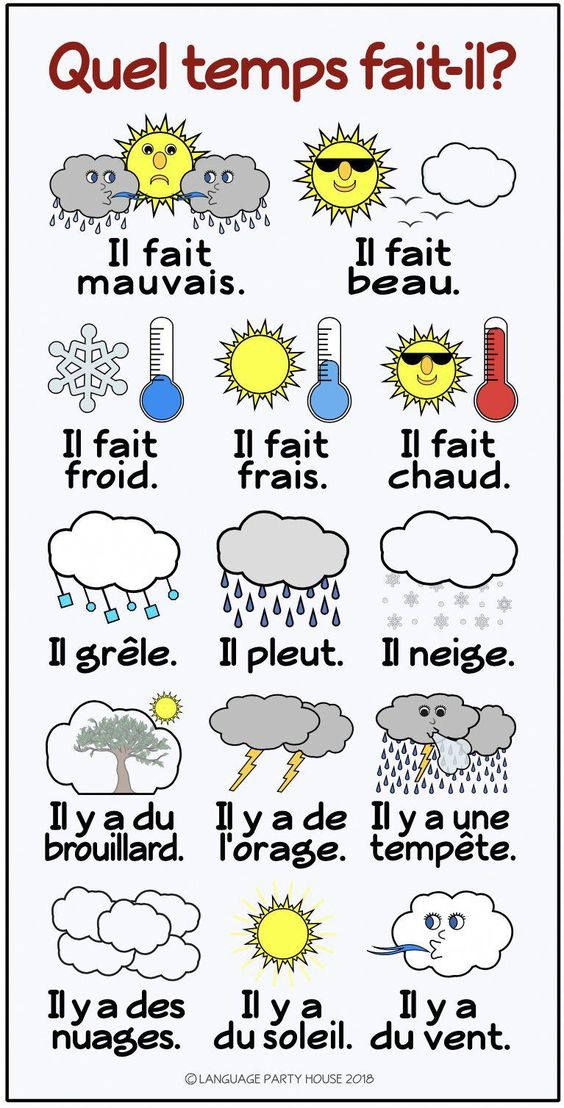 Quel temps fait-il?
Il fait
mauvais.
Il fait
beau.
Il fait
froid.
Il fait
frais.
Il fait
chaud.
Il grêle.
Il pleut.
Il neige.
Il y a du
brouillard.
Il y a de
l'orage.
Il y a une
tempête.
Il y a des
nuages.
Il y a
du soleil.
Il y a
du vent.
© LANGUAGE PARTY HOUSE 2018